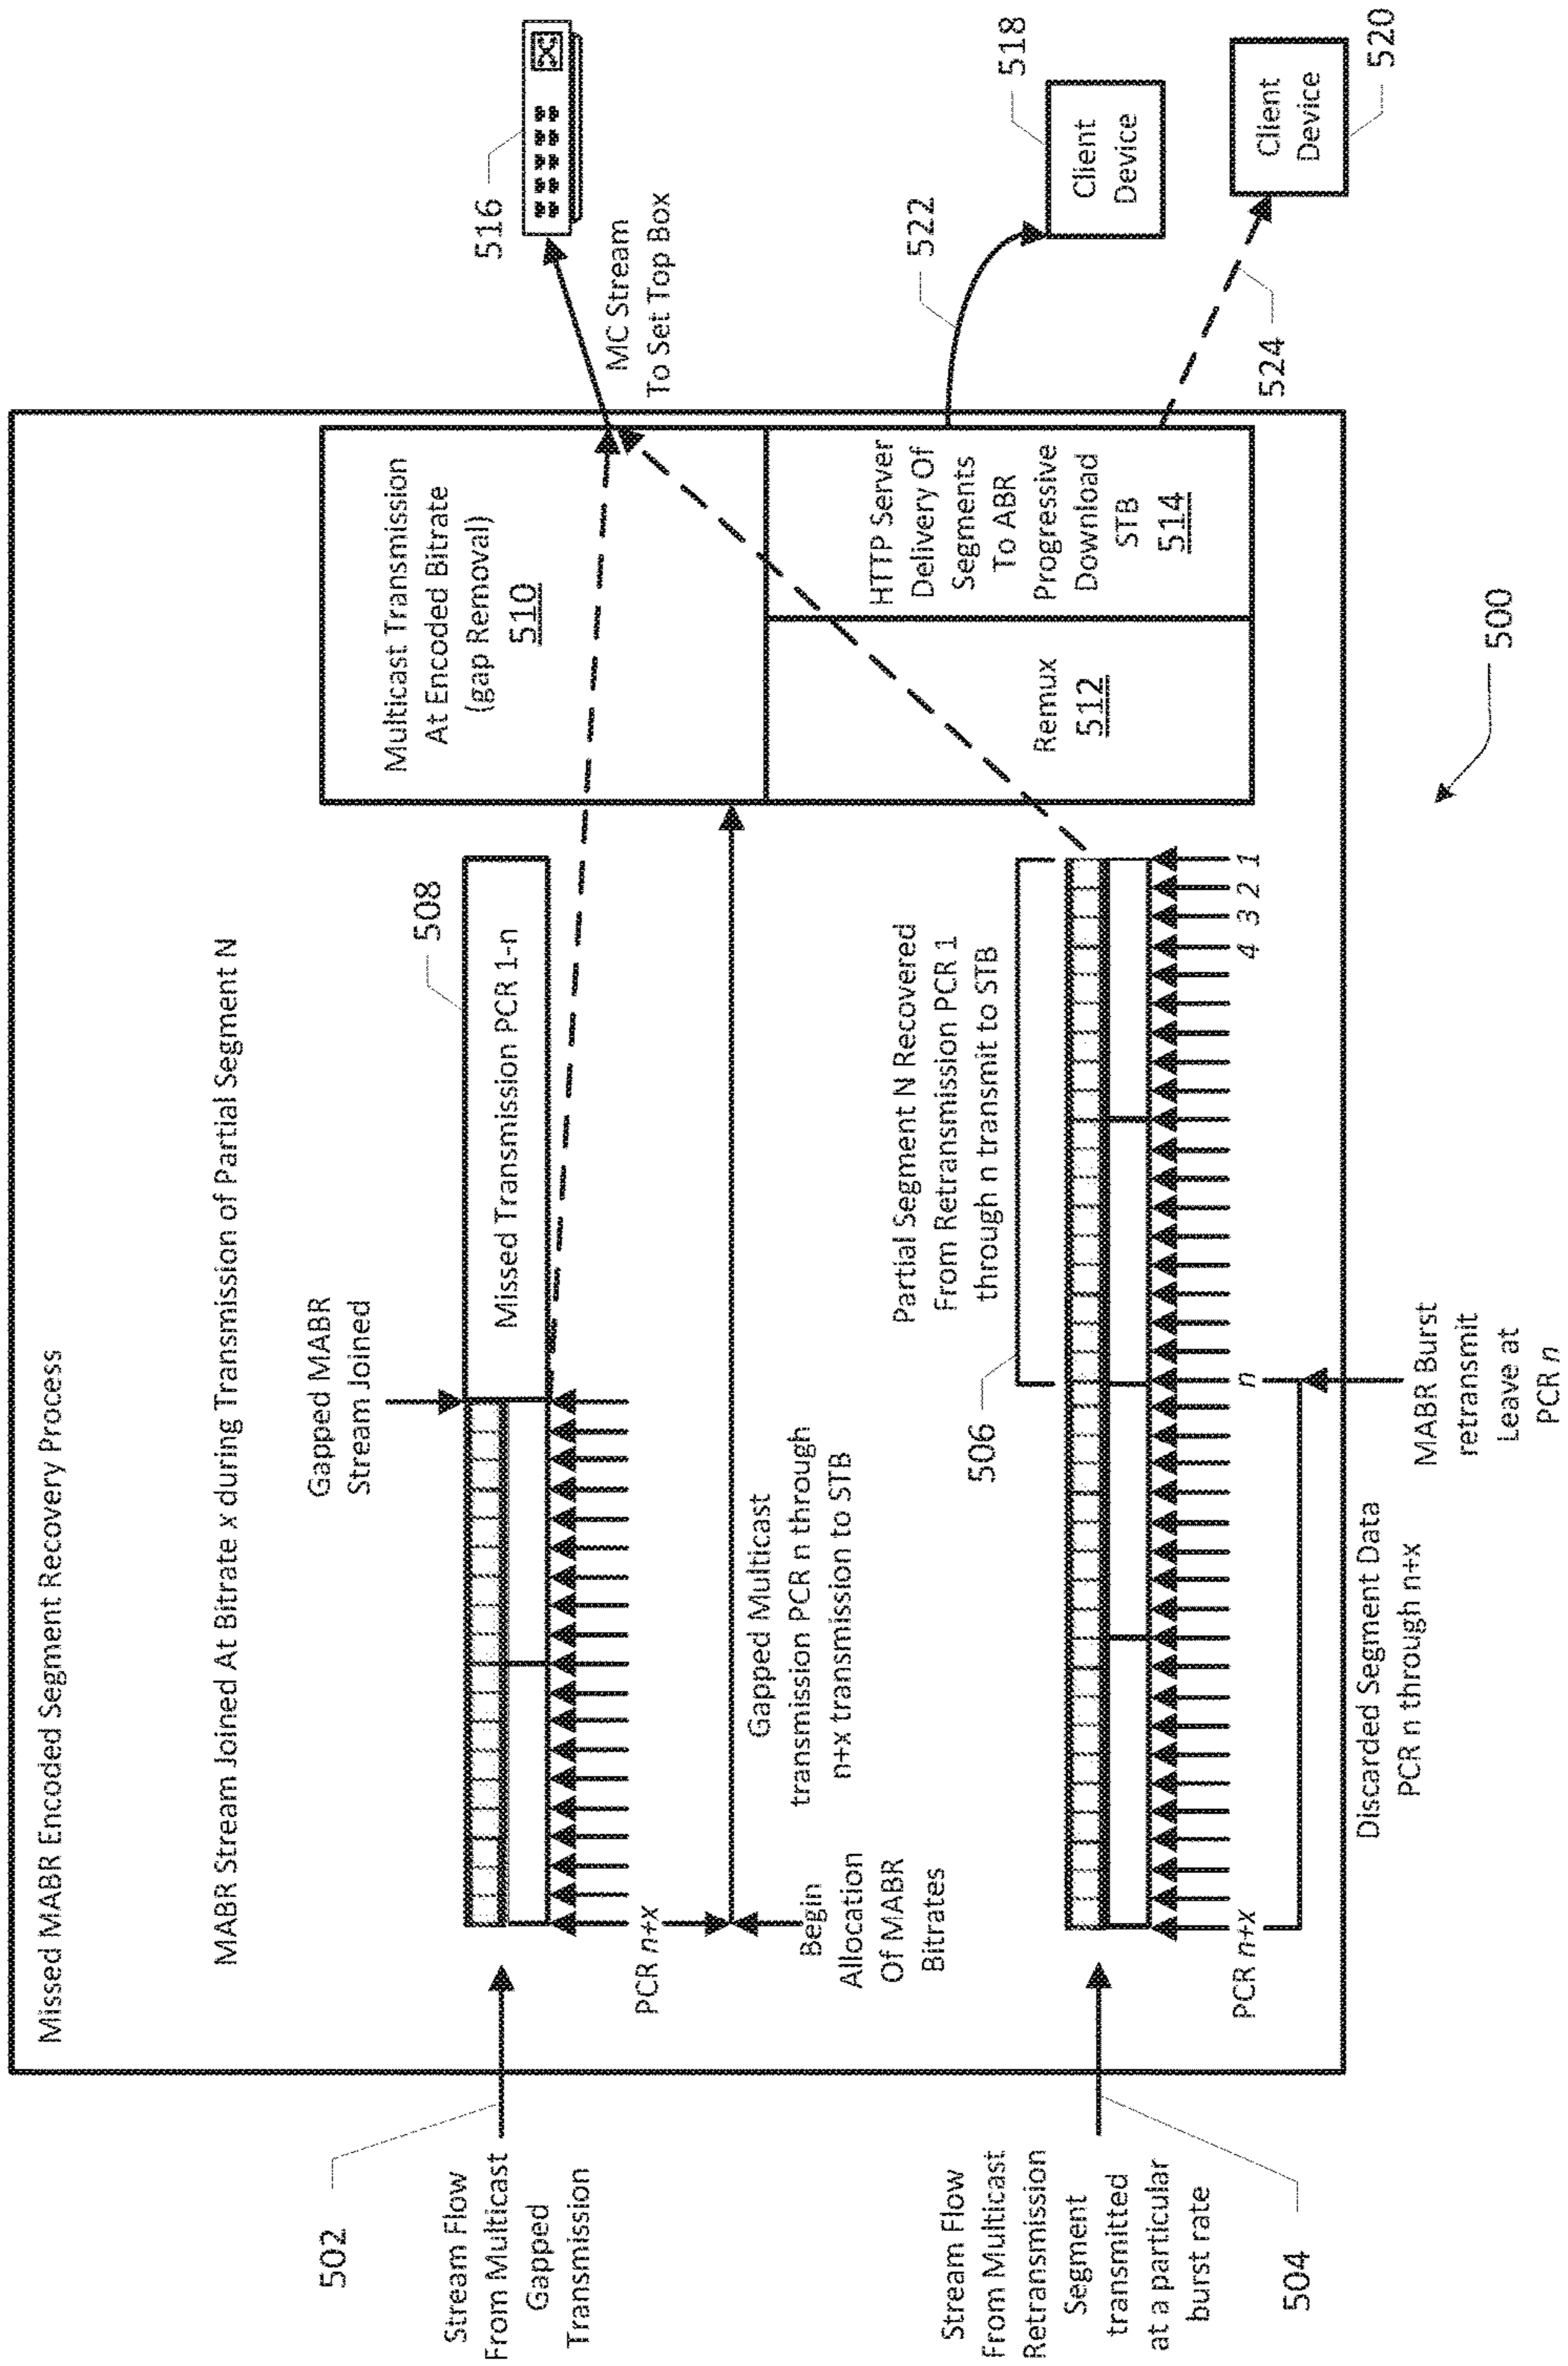 Missed MABR Encoded Segment Recovery Process
MABR Stream Joined At Bitrate x during Transmission of Partial Segment N
502
Stream Flow
From Multicast
Gapped
Transmission
Gapped MABR
Stream Joined
508
Missed Transmission PCR 1-n
PCR n+x
Begin
Allocation
Of MABR
Bitrates
Gapped Multicast
transmission PCR n through
n+x transmission to STB
Multicast Transmission
At Encoded Bitrate
(gap Removal)
510
Remux
512
HTTP Server
Delivery Of
Segments
To ABR
Progressive
Download
STB
514
516
MC Stream
To Set Top Box
522
518
Client
Device
524
Client
Device
520
Stream Flow
From Multicast
Retransmission
Segment
transmitted
at a particular
burst rate
504
506
Partial Segment N Recovered
From Retransmission PCR 1
through n transmit to STB
PCR n+x
n
4 3 2 1
Discarded Segment Data
PCR n through n+x
MABR Burst
retransmit
Leave at
PCR n
500